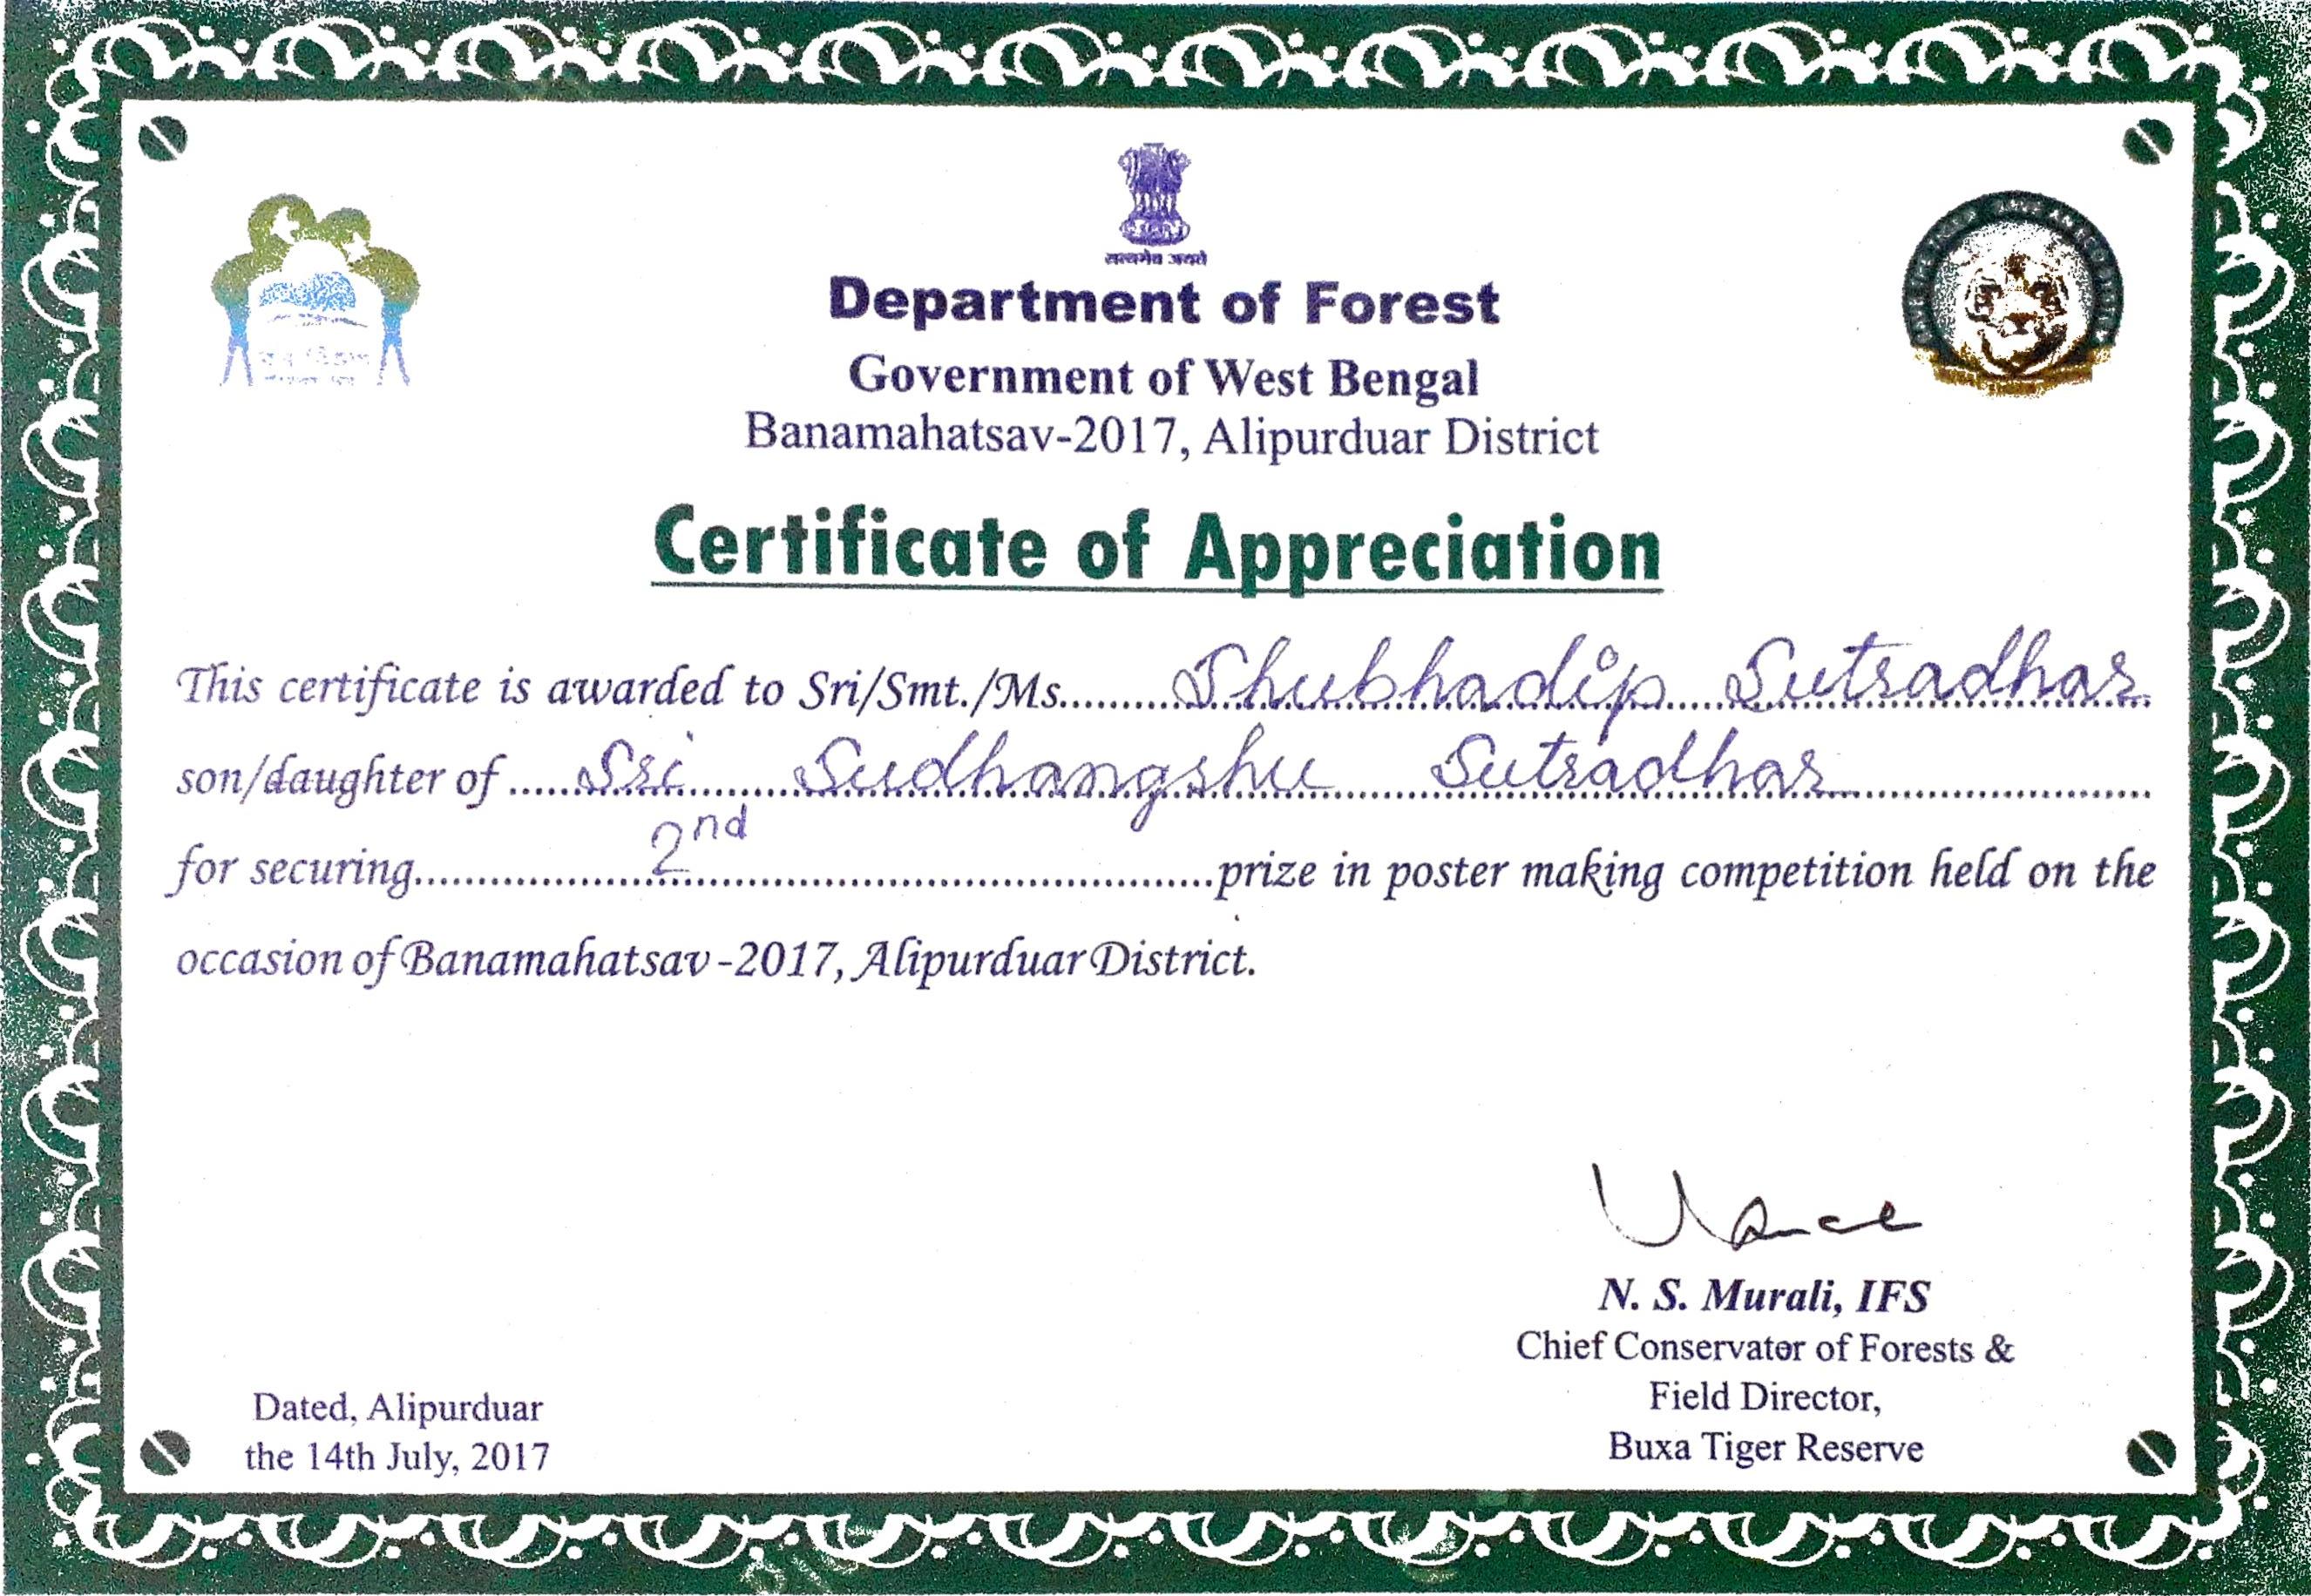 सत्यमेव जयते
Department of Forest
Government of West Bengal
Banamahatsav-2017, Alipurduar District
Certificate of Appreciation
This certificate is awarded to Sri/Smt./Ms..........Shubhadip Sutradhar
son/daughter of ......Sri Sudhangshu Sutradhar
for securing..........2nd..........prize in poster making competition held on the
occasion of Banamahatsav -2017, Alipurduar District.
N. S. Murali, IFS
Chief Conservator of Forests &
Field Director,
Buxa Tiger Reserve
Dated, Alipurduar
the 14th July, 2017